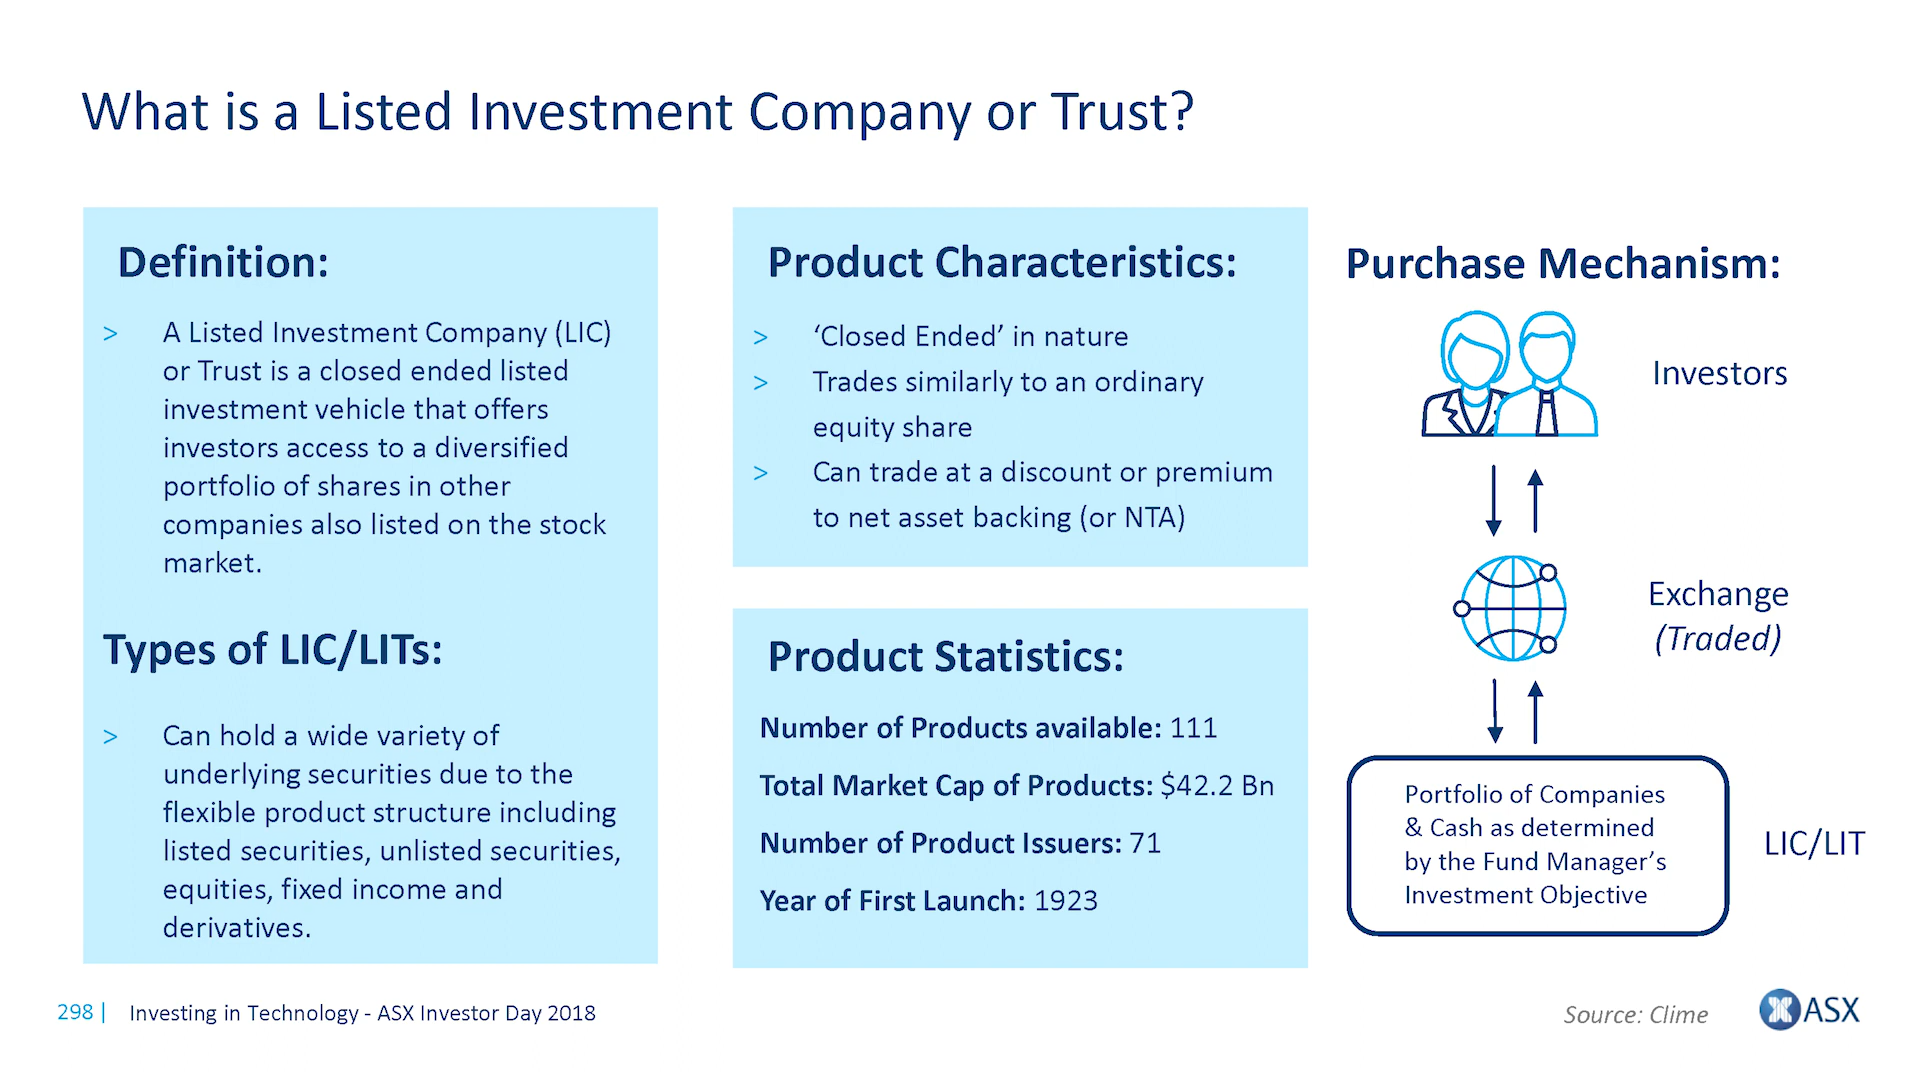 What is a Listed Investment Company or Trust?
Definition:
> A Listed Investment Company (LIC)
or Trust is a closed ended listed
investment vehicle that offers
investors access to a diversified
portfolio of shares in other
companies also listed on the stock
market.
Types of LIC/LITs:
> Can hold a wide variety of
underlying securities due to the
flexible product structure including
listed securities, unlisted securities,
equities, fixed income and
derivatives.
Product Characteristics:
> ‘Closed Ended’ in nature
> Trades similarly to an ordinary
equity share
> Can trade at a discount or premium
to net asset backing (or NTA)
Product Statistics:
Number of Products available: 111
Total Market Cap of Products: $42.2 Bn
Number of Product Issuers: 71
Year of First Launch: 1923
Purchase Mechanism:
Investors
Exchange
(Traded)
Portfolio of Companies
& Cash as determined
by the Fund Manager’s
Investment Objective
LIC/LIT
298 | Investing in Technology - ASX Investor Day 2018
Source: Clime
ASX